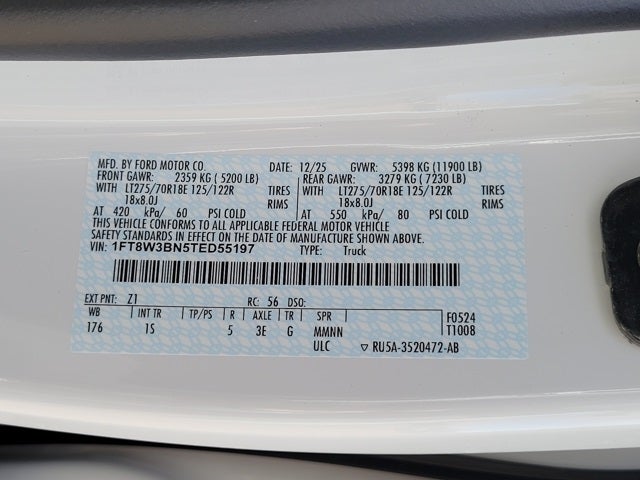 MFD. BY FORD MOTOR CO. 12/25 GVWR: 5398 KG (11900 LB)
FRONT GAWR: 2359 KG (5200 LB) REAR GAWR: 3279 KG (7230 LB)
WITH LT275/70R18E 125/122R TIRES WITH LT275/70R18E 125/122R TIRES
18x8.0J RIMS 18x8.0J RIMS
AT 420 kPa/ 60 PSI COLD AT 550 kPa/ 80 PSI COLD
THIS VEHICLE CONFORMS TO ALL APPLICABLE FEDERAL MOTOR VEHICLE
SAFETY STANDARDS IN EFFECT ON THE DATE OF MANUFACTURE SHOWN ABOVE.
VIN: 1FT8W3BN5TED55197 TYPE: Truck
EXT PNT: Z1 RC: 56 DSO:
WB INT TR TP/PS R AXLE TR SPR F0524
176 1S 5 3E G MMNN T1008
ULC ▽ RU5A-3520472-AB